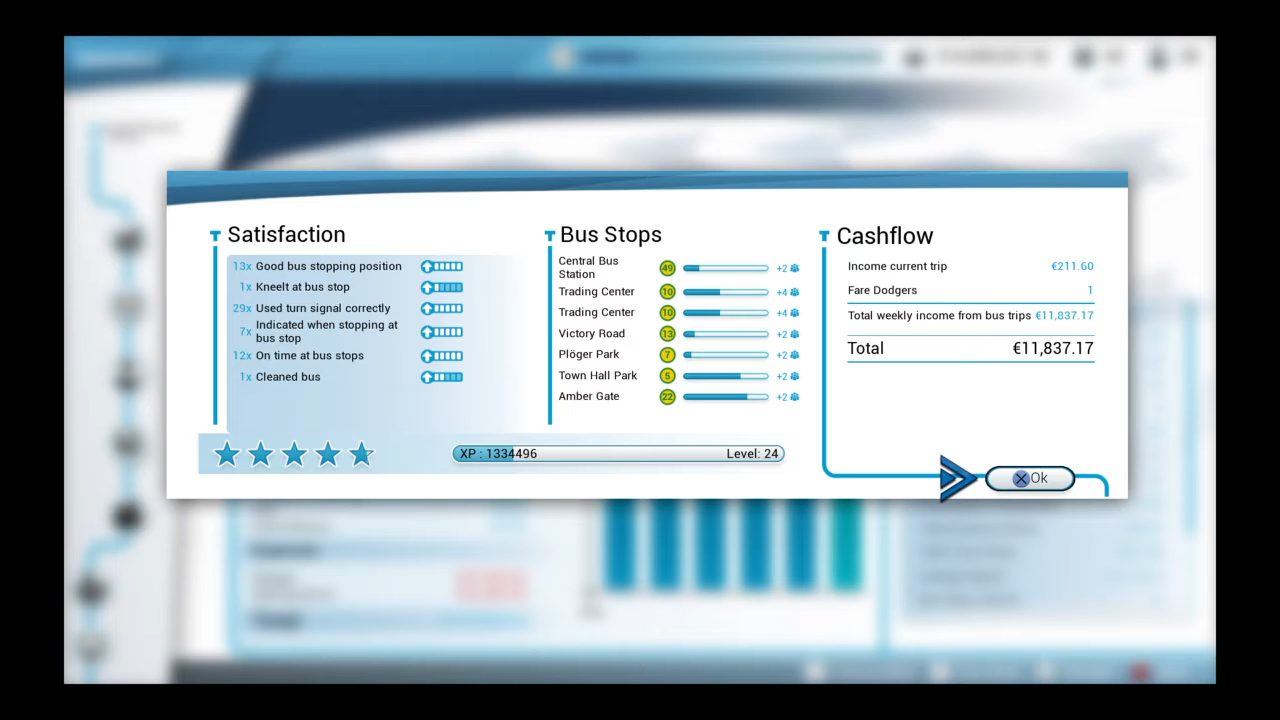 Satisfaction
13x Good bus stopping position
1x Kneelt at bus stop
29x Used turn signal correctly
7x Indicated when stopping at
bus stop
12x On time at bus stops
1x Cleaned bus
XP : 1334496 Level: 24
Bus Stops
Central Bus
Station 49 +2
Trading Center 10 +4
Trading Center 10 +4
Victory Road 13 +2
Plöger Park 7 +2
Town Hall Park 5 +2
Amber Gate 22 +2
Cashflow
Income current trip €211.60
Fare Dodgers 1
Total weekly income from bus trips €11,837.17
Total €11,837.17
Ok